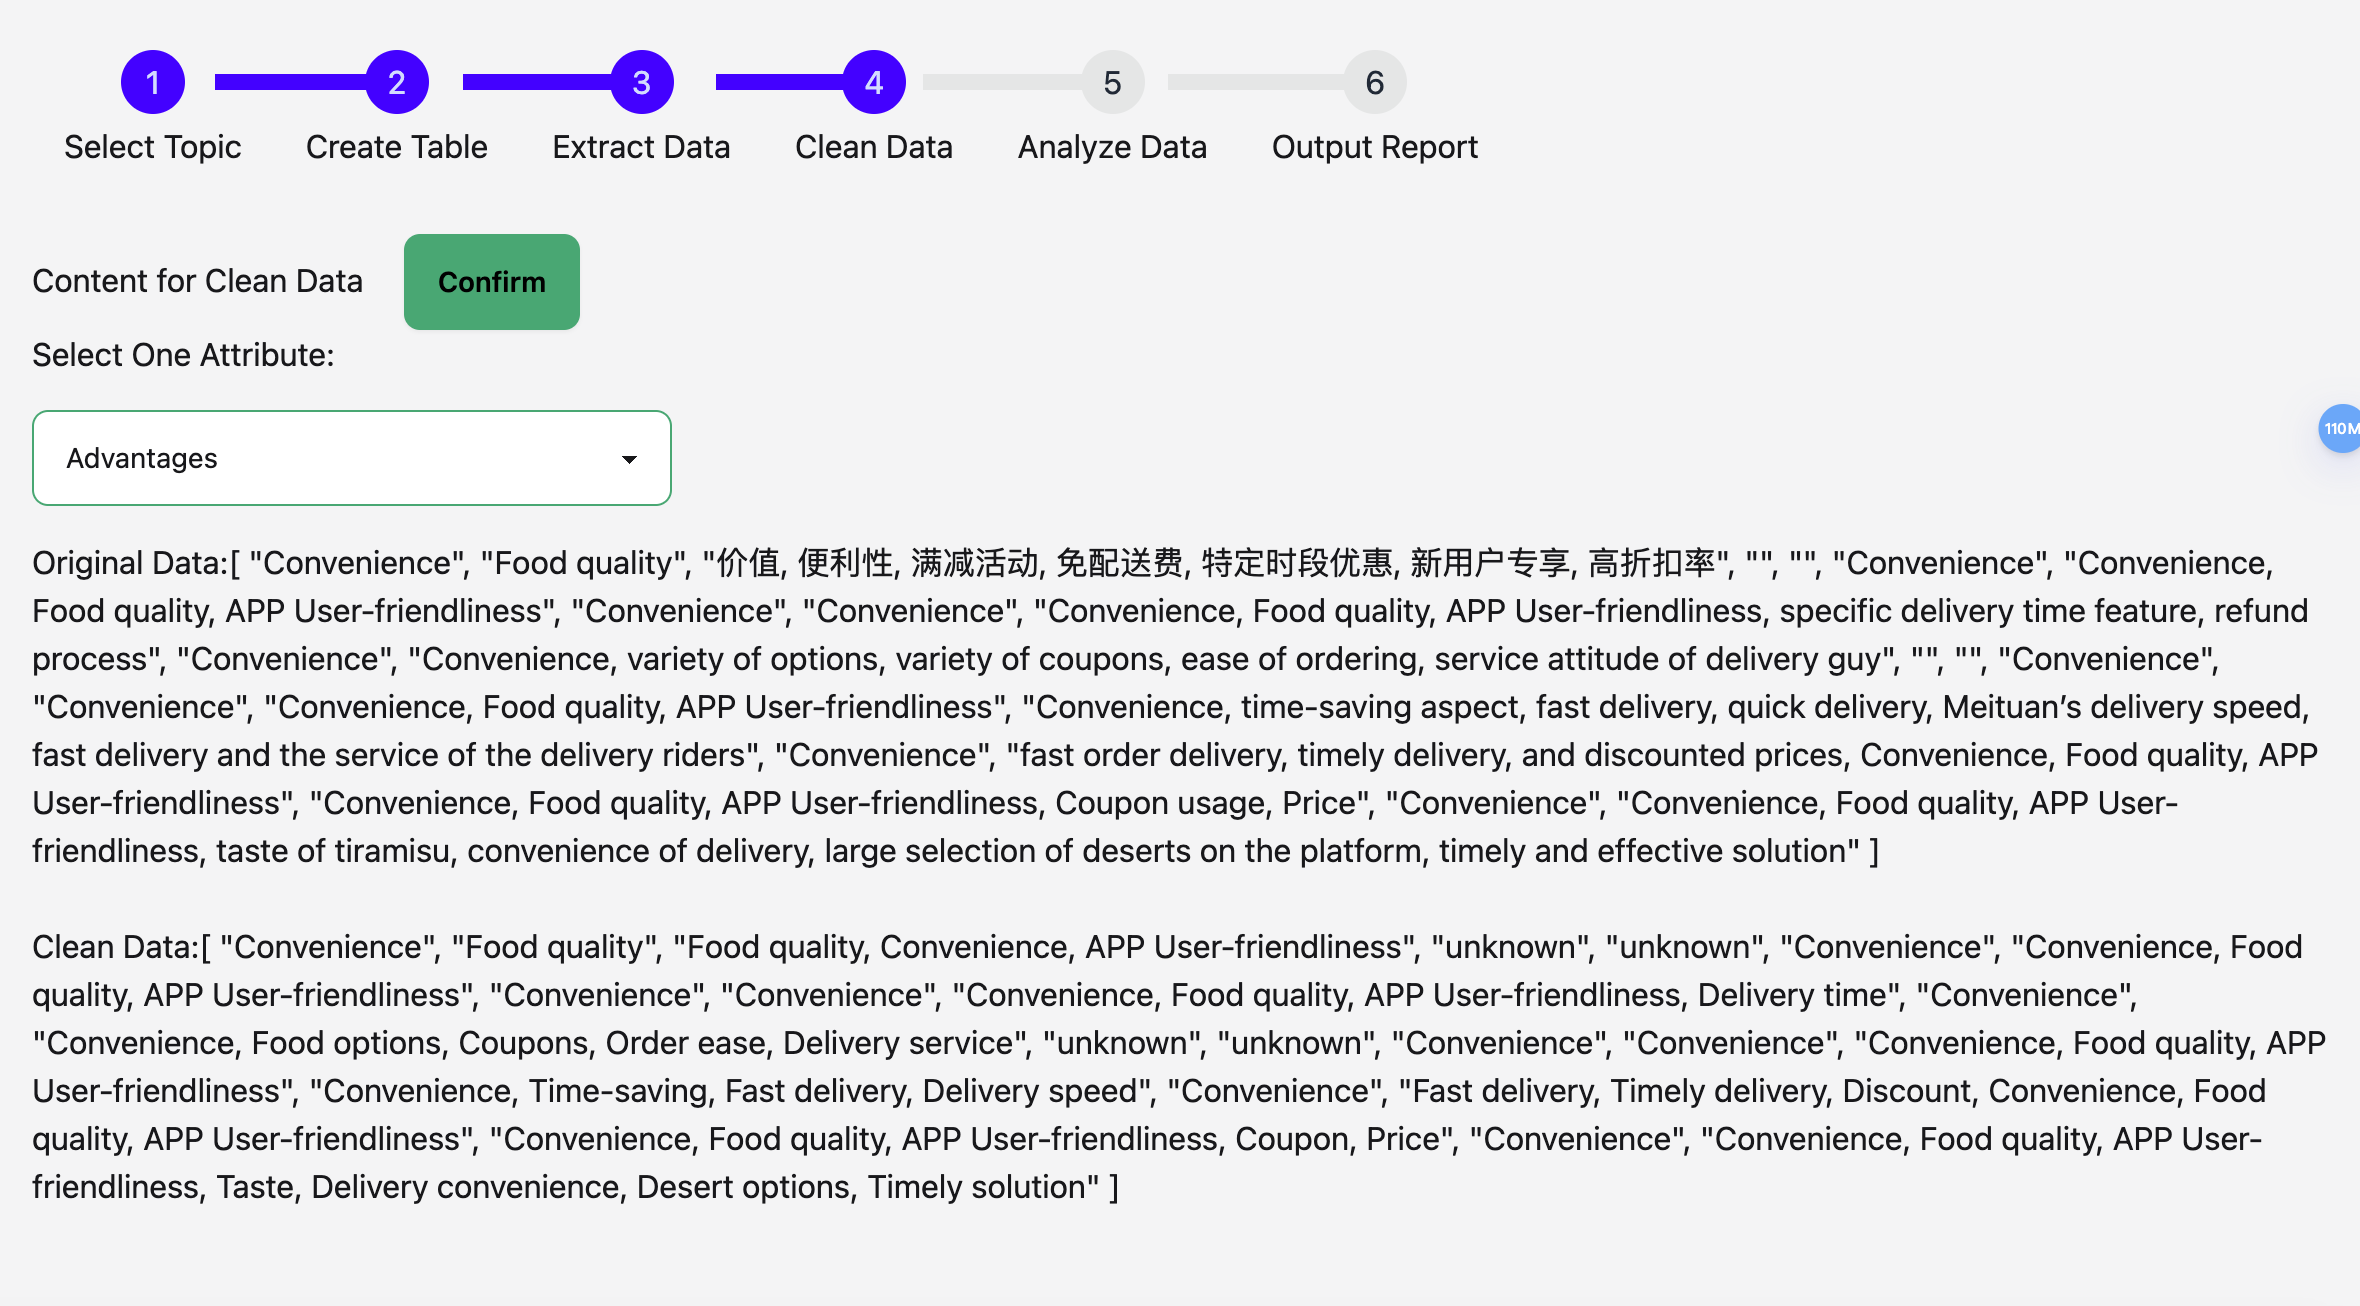 1 2 3 4 5 6
Select Topic Create Table Extract Data Clean Data Analyze Data Output Report
Content for Clean Data Confirm
Select One Attribute:
110M
Advantages
Original Data:[ "Convenience", "Food quality", "价值, 便利性, 满减活动, 免配送费, 特定时段优惠, 新用户专享, 高折扣率", "", "", "Convenience", "Convenience,
Food quality, APP User-friendliness", "Convenience", "Convenience", "Convenience, Food quality, APP User-friendliness, specific delivery time feature, refund
process", "Convenience", "Convenience, variety of options, variety of coupons, ease of ordering, service attitude of delivery guy", "", "", "Convenience",
"Convenience", "Convenience, Food quality, APP User-friendliness", "Convenience, time-saving aspect, fast delivery, quick delivery, Meituan’s delivery speed,
fast delivery and the service of the delivery riders", "Convenience", "fast order delivery, timely delivery, and discounted prices, Convenience, Food quality, APP
User-friendliness", "Convenience, Food quality, APP User-friendliness, Coupon usage, Price", "Convenience", "Convenience, Food quality, APP User-
friendliness, taste of tiramisu, convenience of delivery, large selection of deserts on the platform, timely and effective solution" ]
Clean Data:[ "Convenience", "Food quality", "Food quality, Convenience, APP User-friendliness", "unknown", "unknown", "Convenience", "Convenience, Food
quality, APP User-friendliness", "Convenience", "Convenience", "Convenience, Food quality, APP User-friendliness, Delivery time", "Convenience",
"Convenience, Food options, Coupons, Order ease, Delivery service", "unknown", "unknown", "Convenience", "Convenience", "Convenience, Food quality, APP
User-friendliness", "Convenience, Time-saving, Fast delivery, Delivery speed", "Convenience", "Fast delivery, Timely delivery, Discount, Convenience, Food
quality, APP User-friendliness", "Convenience, Food quality, APP User-friendliness, Coupon, Price", "Convenience", "Convenience, Food quality, APP User-
friendliness, Taste, Delivery convenience, Desert options, Timely solution" ]